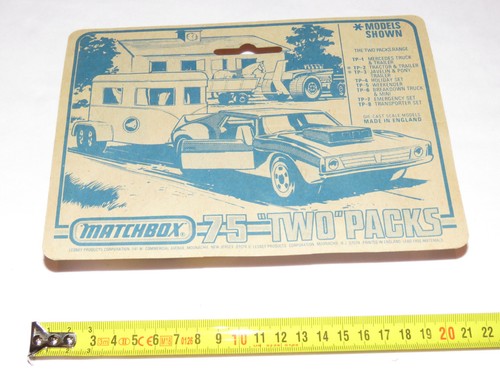 *MODELS
SHOWN
THE TWO PACKS RANGE
TP-1 MERCEDES TRUCK
& TRAILER
* TP-2 TRACTOR & TRAILER
* TP-3 JAVELIN & PONY
TRAILER
TP-4 HOLIDAY SET
TP-5 WEEKENDER
TP-6 BREAKDOWN TRUCK
& MINI
TP-7 EMERGENCY SET
TP-8 TRANSPORTER SET
DIE CAST SCALE MODELS
MADE IN ENGLAND
MATCHBOX® 75 "TWO" PACKS
1 2 3 4 5 6 7 8 9 10 11 12 13 14 15 16 17 18 19 20 21